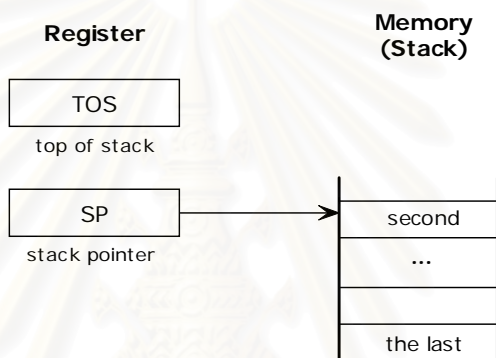 Register
Memory
(Stack)
TOS
top of stack
SP
stack pointer
second
...
the last